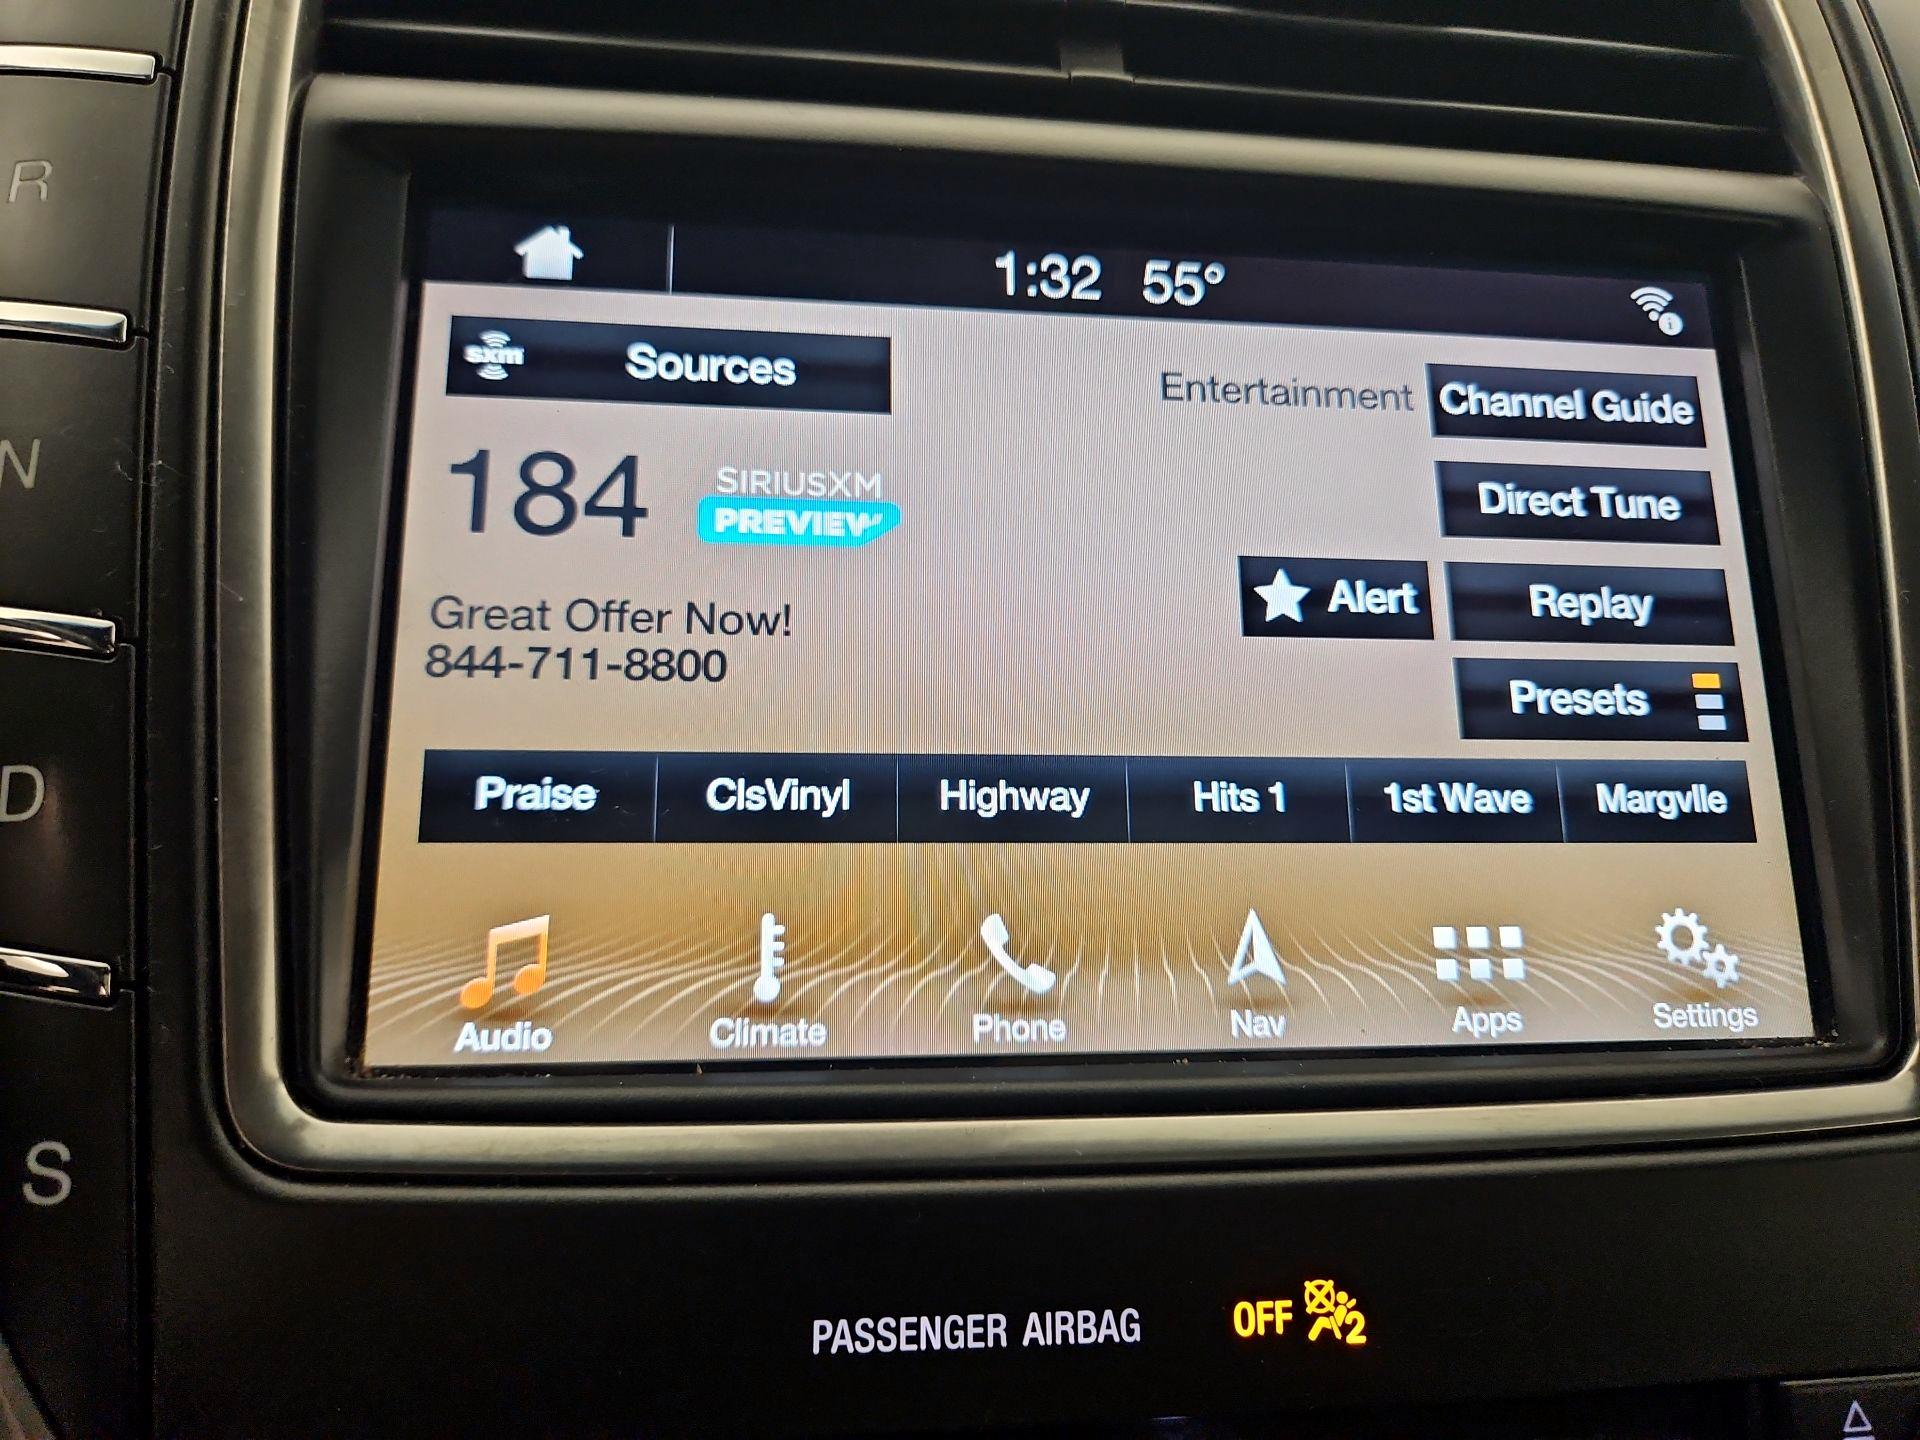 R
N
D
S
1:32 55°
sxm Sources
Entertainment Channel Guide
184 SIRIUSXM
PREVIEW
Direct Tune
Great Offer Now!
844-711-8800
Alert Replay
Presets
Praise ClsVinyl Highway Hits 1 1st Wave Margvlle
Audio Climate Phone Nav Apps Settings
PASSENGER AIRBAG OFF 2